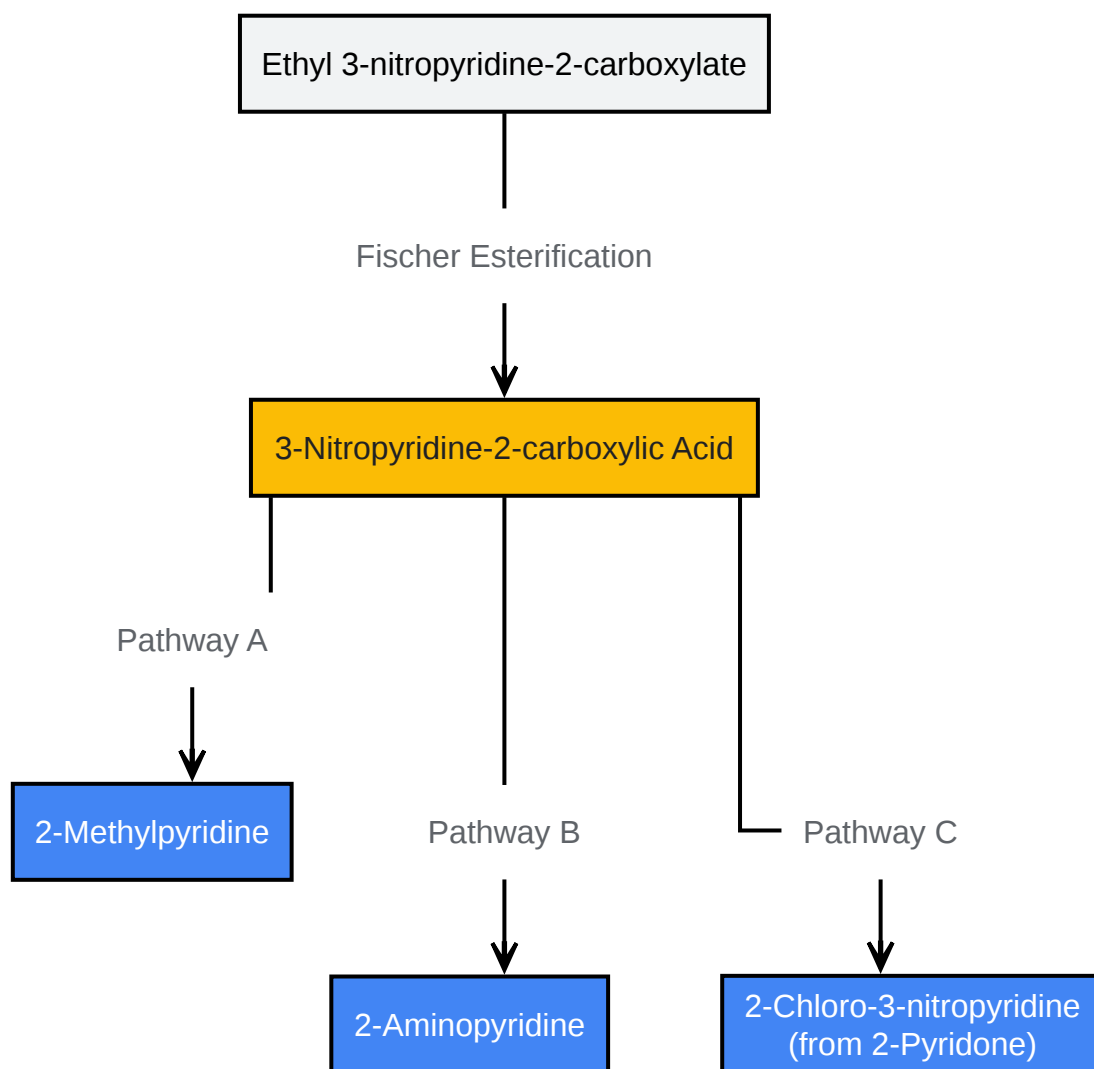 Ethyl 3-nitropyridine-2-carboxylate
Fischer Esterification
3-Nitropyridine-2-carboxylic Acid
Pathway A
2-Methylpyridine
Pathway B
Pathway C
2-Aminopyridine
2-Chloro-3-nitropyridine
(from 2-Pyridone)